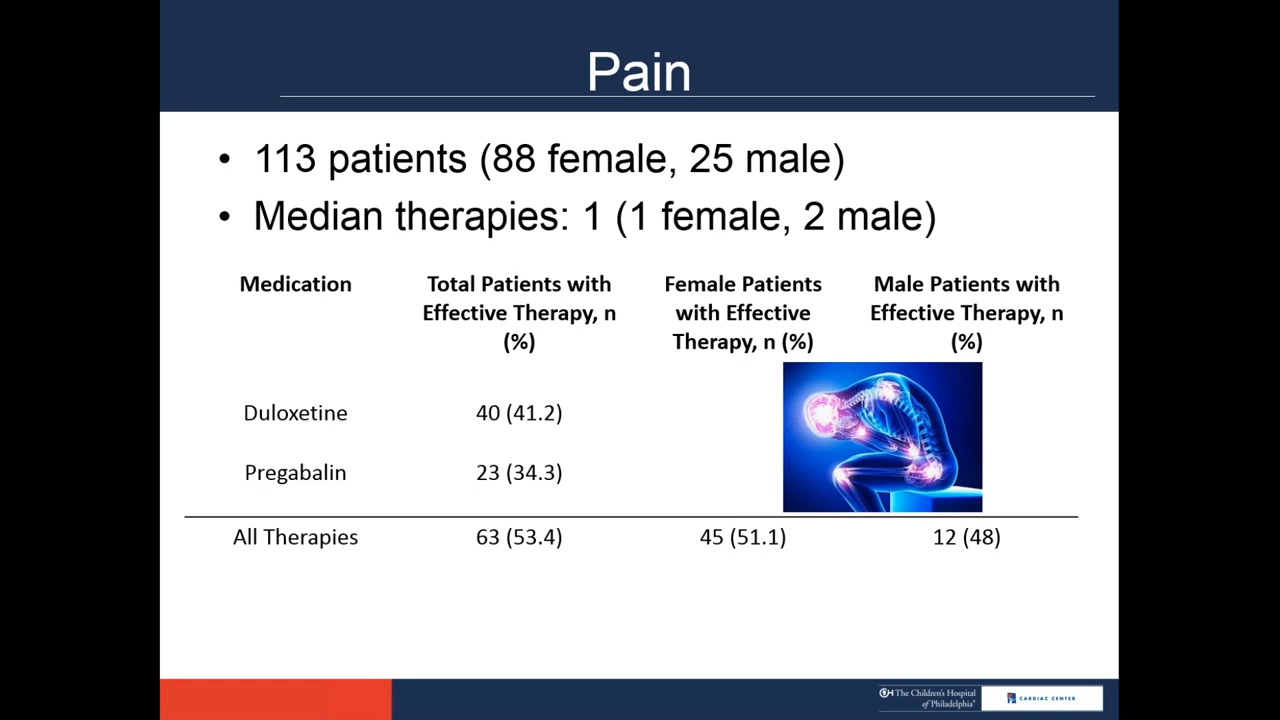 Pain
• 113 patients (88 female, 25 male)
• Median therapies: 1 (1 female, 2 male)
Medication
Total Patients with
Effective Therapy, n
(%)
Female Patients
with Effective
Therapy, n (%)
Male Patients with
Effective Therapy, n
(%)
Duloxetine 40 (41.2)
Pregabalin 23 (34.3)
All Therapies 63 (53.4) 45 (51.1) 12 (48)
CH The Children's Hospital
of Philadelphia®
CARDIAC CENTER